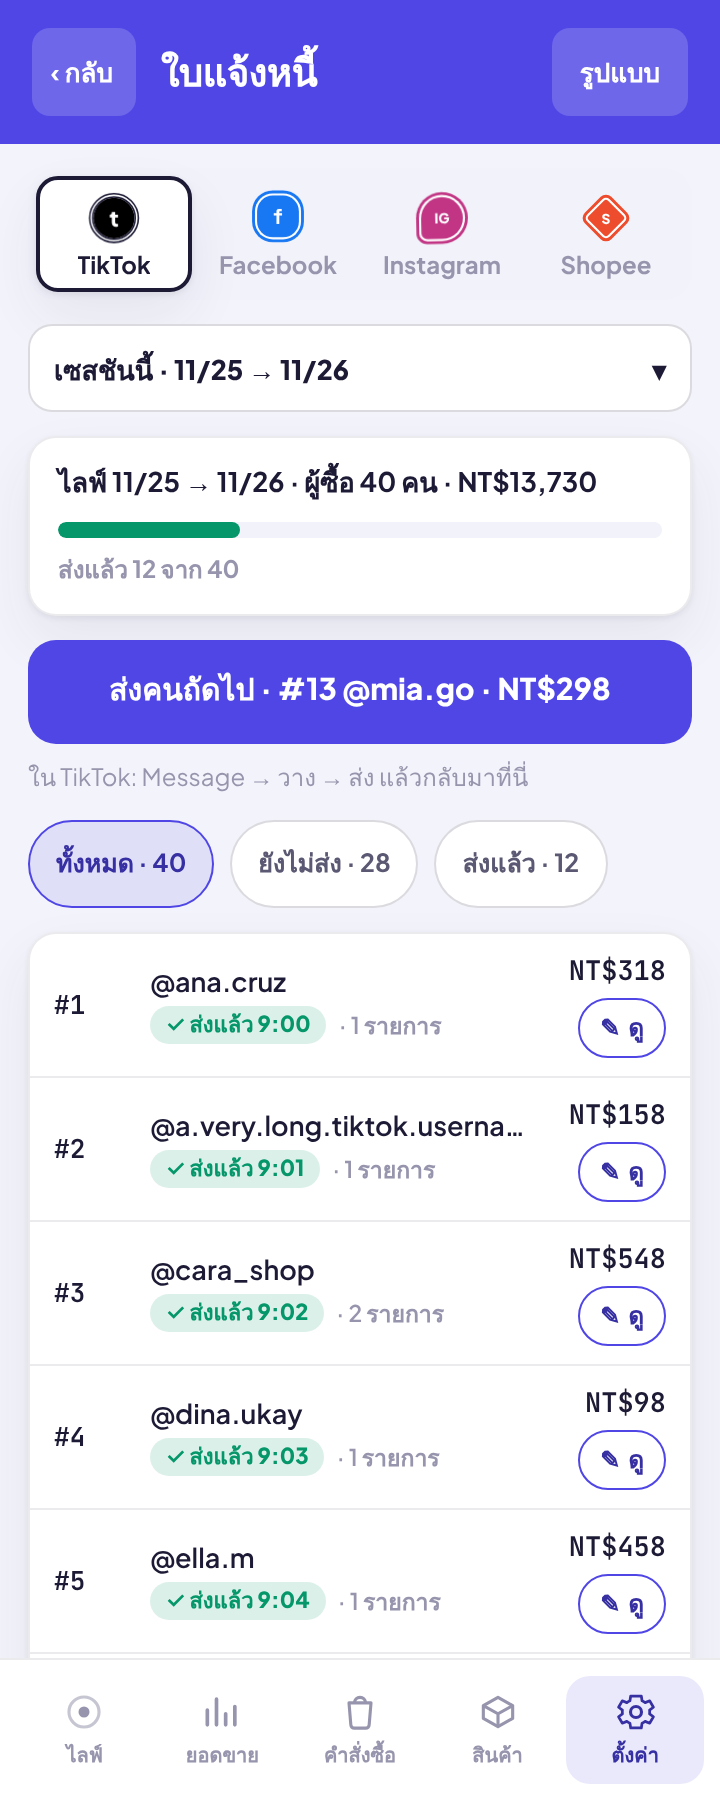 ‹ กลับ
ใบแจ้งหนี้
รูปแบบ
t
f
IG
S
TikTok
Facebook
Instagram
Shopee
เซสชันนี้ · 11/25 → 11/26
▼
ไลฟ์ 11/25 → 11/26 · ผู้ซื้อ 40 คน · NT$13,730
ส่งแล้ว 12 จาก 40
ส่งคนถัดไป · #13 @mia.go · NT$298
ใน TikTok: Message → วาง → ส่ง แล้วกลับมาที่นี่
ทั้งหมด · 40
ยังไม่ส่ง · 28
ส่งแล้ว · 12
#1
@ana.cruz
✓ ส่งแล้ว 9:00 · 1 รายการ
NT$318
✎ ดู
#2
@a.very.long.tiktok.userna...
✓ ส่งแล้ว 9:01 · 1 รายการ
NT$158
✎ ดู
#3
@cara_shop
✓ ส่งแล้ว 9:02 · 2 รายการ
NT$548
✎ ดู
#4
@dina.ukay
✓ ส่งแล้ว 9:03 · 1 รายการ
NT$98
✎ ดู
#5
@ella.m
✓ ส่งแล้ว 9:04 · 1 รายการ
NT$458
✎ ดู
ไลฟ์
ยอดขาย
คำสั่งซื้อ
สินค้า
ตั้งค่า